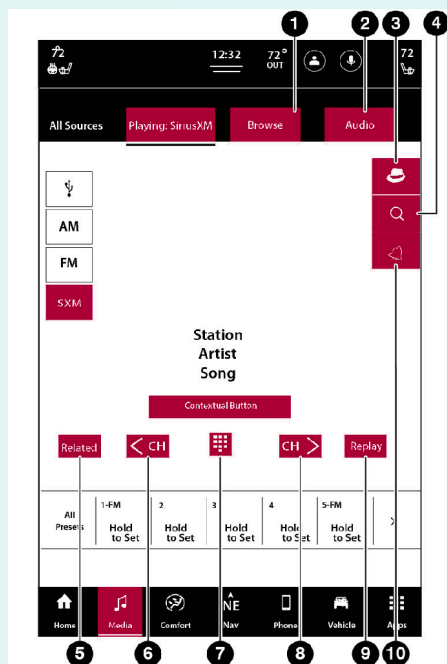 1 2 3 4
72 12:32 72° 72
OUT
All Sources Playing: SiriusXM Browse Audio
AM
FM
SXM
Station
Artist
Song
Contextual Button
Related < CH CH > Replay
All Presets
1-FM 2 3 4 5-FM
Hold Hold Hold Hold Hold
to Set to Set to Set to Set to Set
>
NE
Home Media Comfort Nav Phone Vehicle Apps
5 6 7 8 9 10